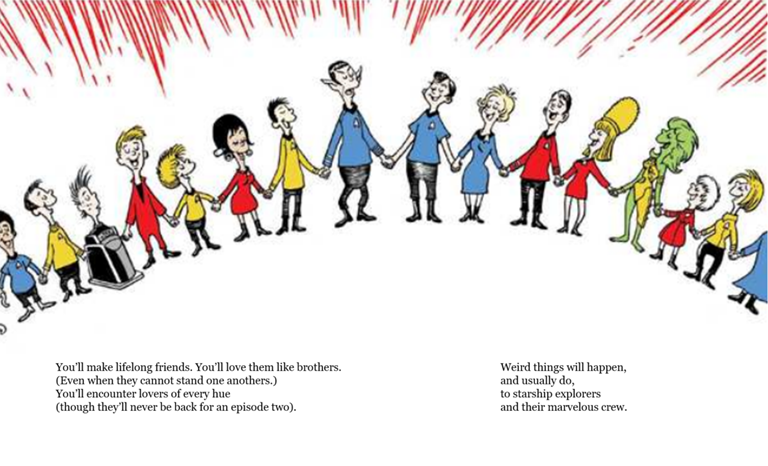 You'll make lifelong friends. You'll love them like brothers.
(Even when they cannot stand one anothers.)
You'll encounter lovers of every hue
(though they'll never be back for an episode two).
Weird things will happen,
and usually do,
to starship explorers
and their marvelous crew.